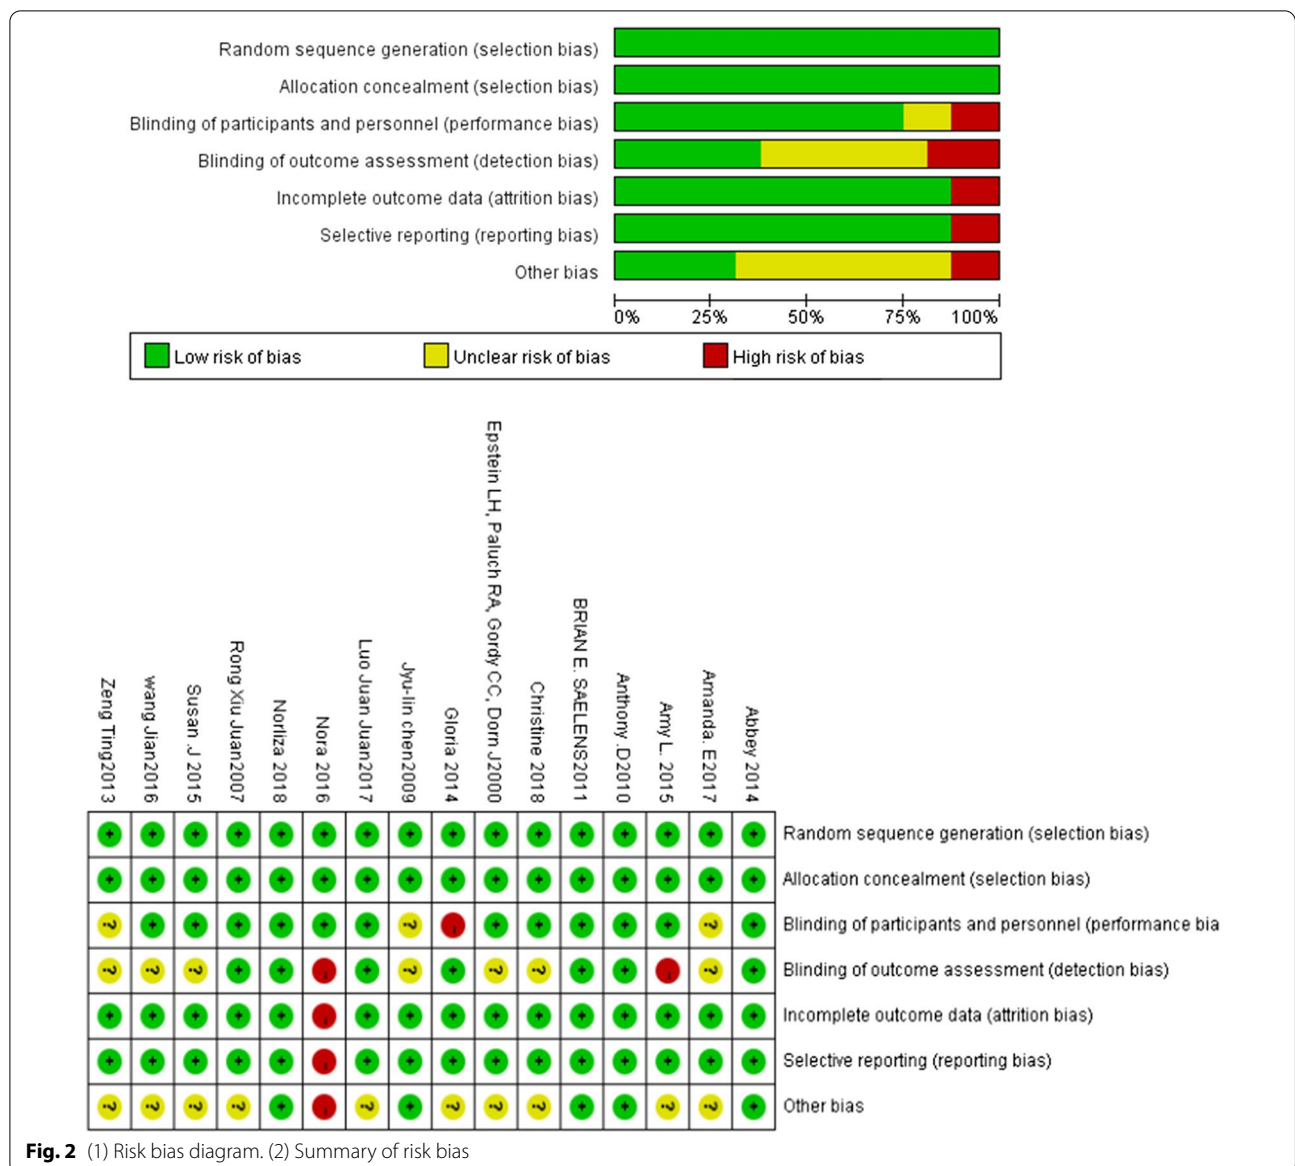 Random sequence generation (selection bias)
Allocation concealment (selection bias)
Blinding of participants and personnel (performance bias)
Blinding of outcome assessment (detection bias)
Incomplete outcome data (attrition bias)
Selective reporting (reporting bias)
Other bias
0% 25% 50% 75% 100%
Low risk of bias Unclear risk of bias High risk of bias
Zeng Ting2013
wang Jian2016
Susan .J 2015
Rong Xiu Juan2007
Norliza 2018
Nora 2016
Luo Juan Juan2017
Jyu-lin chen2009
Gloria 2014
Epstein LH, Paluch RA, Gordy CC, Dorn J2000
Christine 2018
BRIAN E. SAELENS2011
Anthony .D2010
Amy L. 2015
Amanda. E2017
Abbey 2014
+ + + + + + + + + + + + + + + + Random sequence generation (selection bias)
+ + + + + + + + + + + + + + + + Allocation concealment (selection bias)
? + + + + + + ? - + + + + + ? + Blinding of participants and personnel (performance bia
? ? ? + + - + ? + ? ? + + - ? + Blinding of outcome assessment (detection bias)
+ + + + + - + + + + + + + + + + Incomplete outcome data (attrition bias)
+ + + + + - + + + + + + + + + + Selective reporting (reporting bias)
? ? ? ? + - ? + ? ? ? + + ? ? + Other bias
Fig. 2 (1) Risk bias diagram. (2) Summary of risk bias